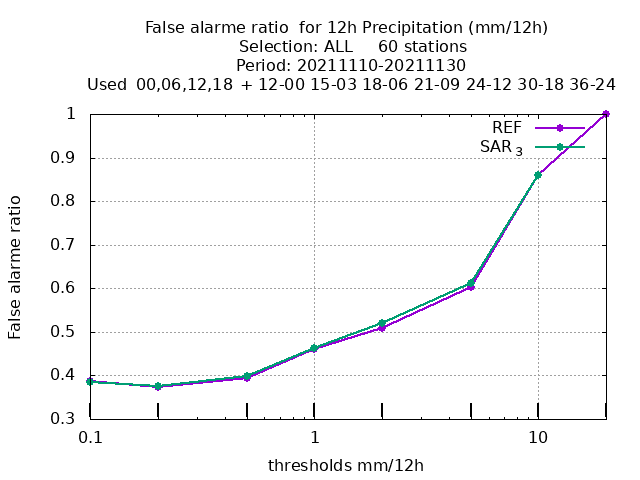 False alarme ratio  for 12h Precipitation (mm/12h)
Selection: ALL     60 stations
Period: 20211110-20211130
Used  00,06,12,18  + 12-00 15-03 18-06 21-09 24-12 30-18 36-24
REF
SAR 3
1
0.9
0.8
0.7
0.6
0.5
0.4
0.3
False alarme ratio
0.1
1
10
thresholds mm/12h